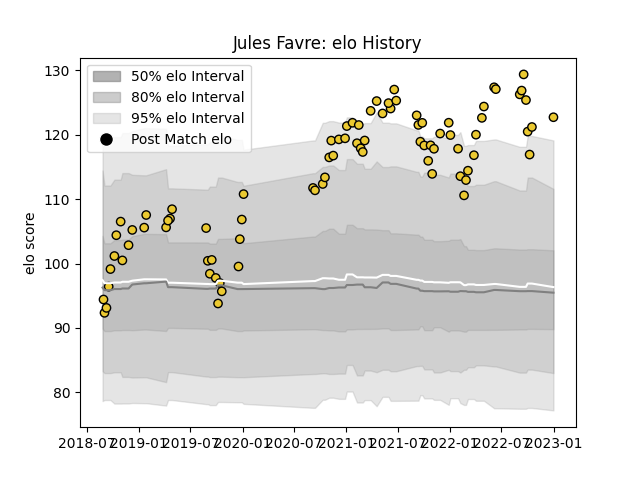 Jules Favre: elo History
130
120
110
100
90
80
elo score
50% elo Interval
80% elo Interval
95% elo Interval
Post Match elo
2018-07
2019-01
2019-07
2020-01
2020-07
2021-01
2021-07
2022-01
2022-07
2023-01